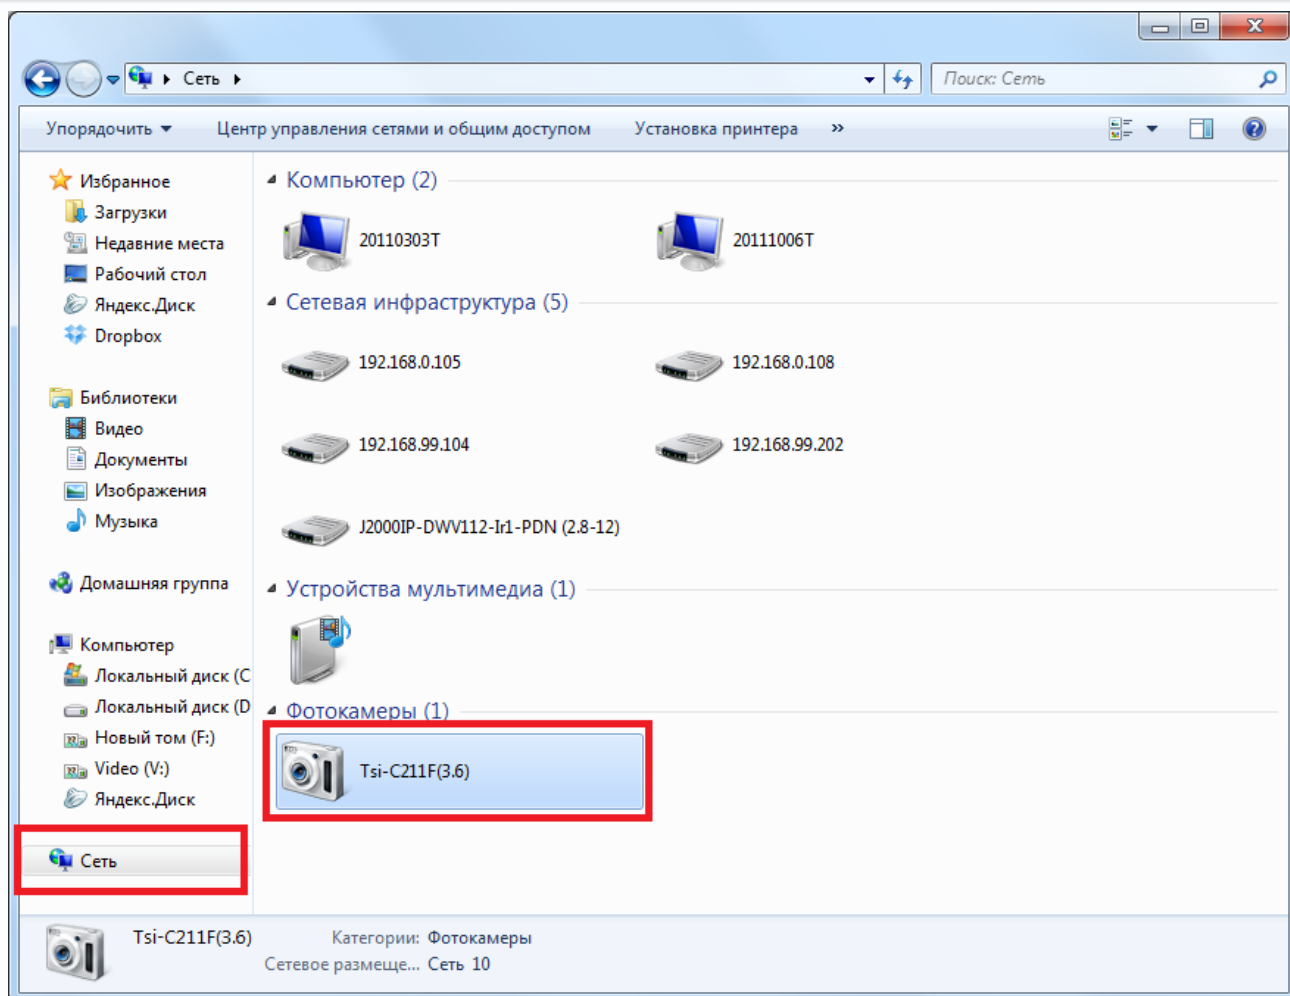 Сеть
Поиск: Сеть
Упорядочить Центр управления сетями и общим доступом Установка принтера »
Избранное
Загрузки
Недавние места
Рабочий стол
Яндекс.Диск
Dropbox
Библиотеки
Видео
Документы
Изображения
Музыка
Домашняя группа
Компьютер
Локальный диск (C
Локальный диск (D
Новый том (F:)
Video (V:)
Яндекс.Диск
Сеть
Компьютер (2)
20110303T
20111006T
Сетевая инфраструктура (5)
192.168.0.105
192.168.0.108
192.168.99.104
192.168.99.202
J2000IP-DWV112-Ir1-PDN (2.8-12)
Устройства мультимедиа (1)
Фотокамеры (1)
Tsi-C211F(3.6)
Tsi-C211F(3.6) Категории: Фотокамеры
Сетевое размеще... Сеть 10